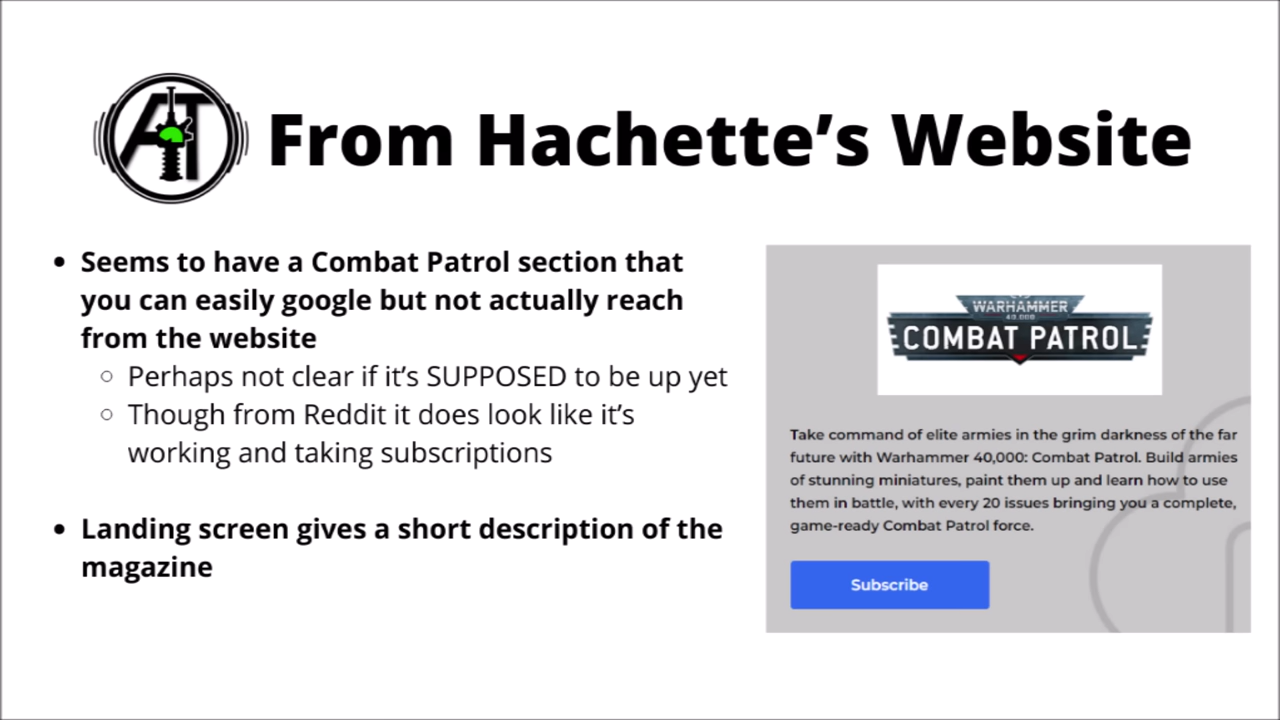 AT
From Hachette’s Website
• Seems to have a Combat Patrol section that
you can easily google but not actually reach
from the website
○ Perhaps not clear if it’s SUPPOSED to be up yet
○ Though from Reddit it does look like it’s
working and taking subscriptions
• Landing screen gives a short description of the
magazine
WARHAMMER
40,000
COMBAT PATROL
Take command of elite armies in the grim darkness of the far
future with Warhammer 40,000: Combat Patrol. Build armies
of stunning miniatures, paint them up and learn how to use
them in battle, with every 20 issues bringing you a complete,
game-ready Combat Patrol force.
Subscribe